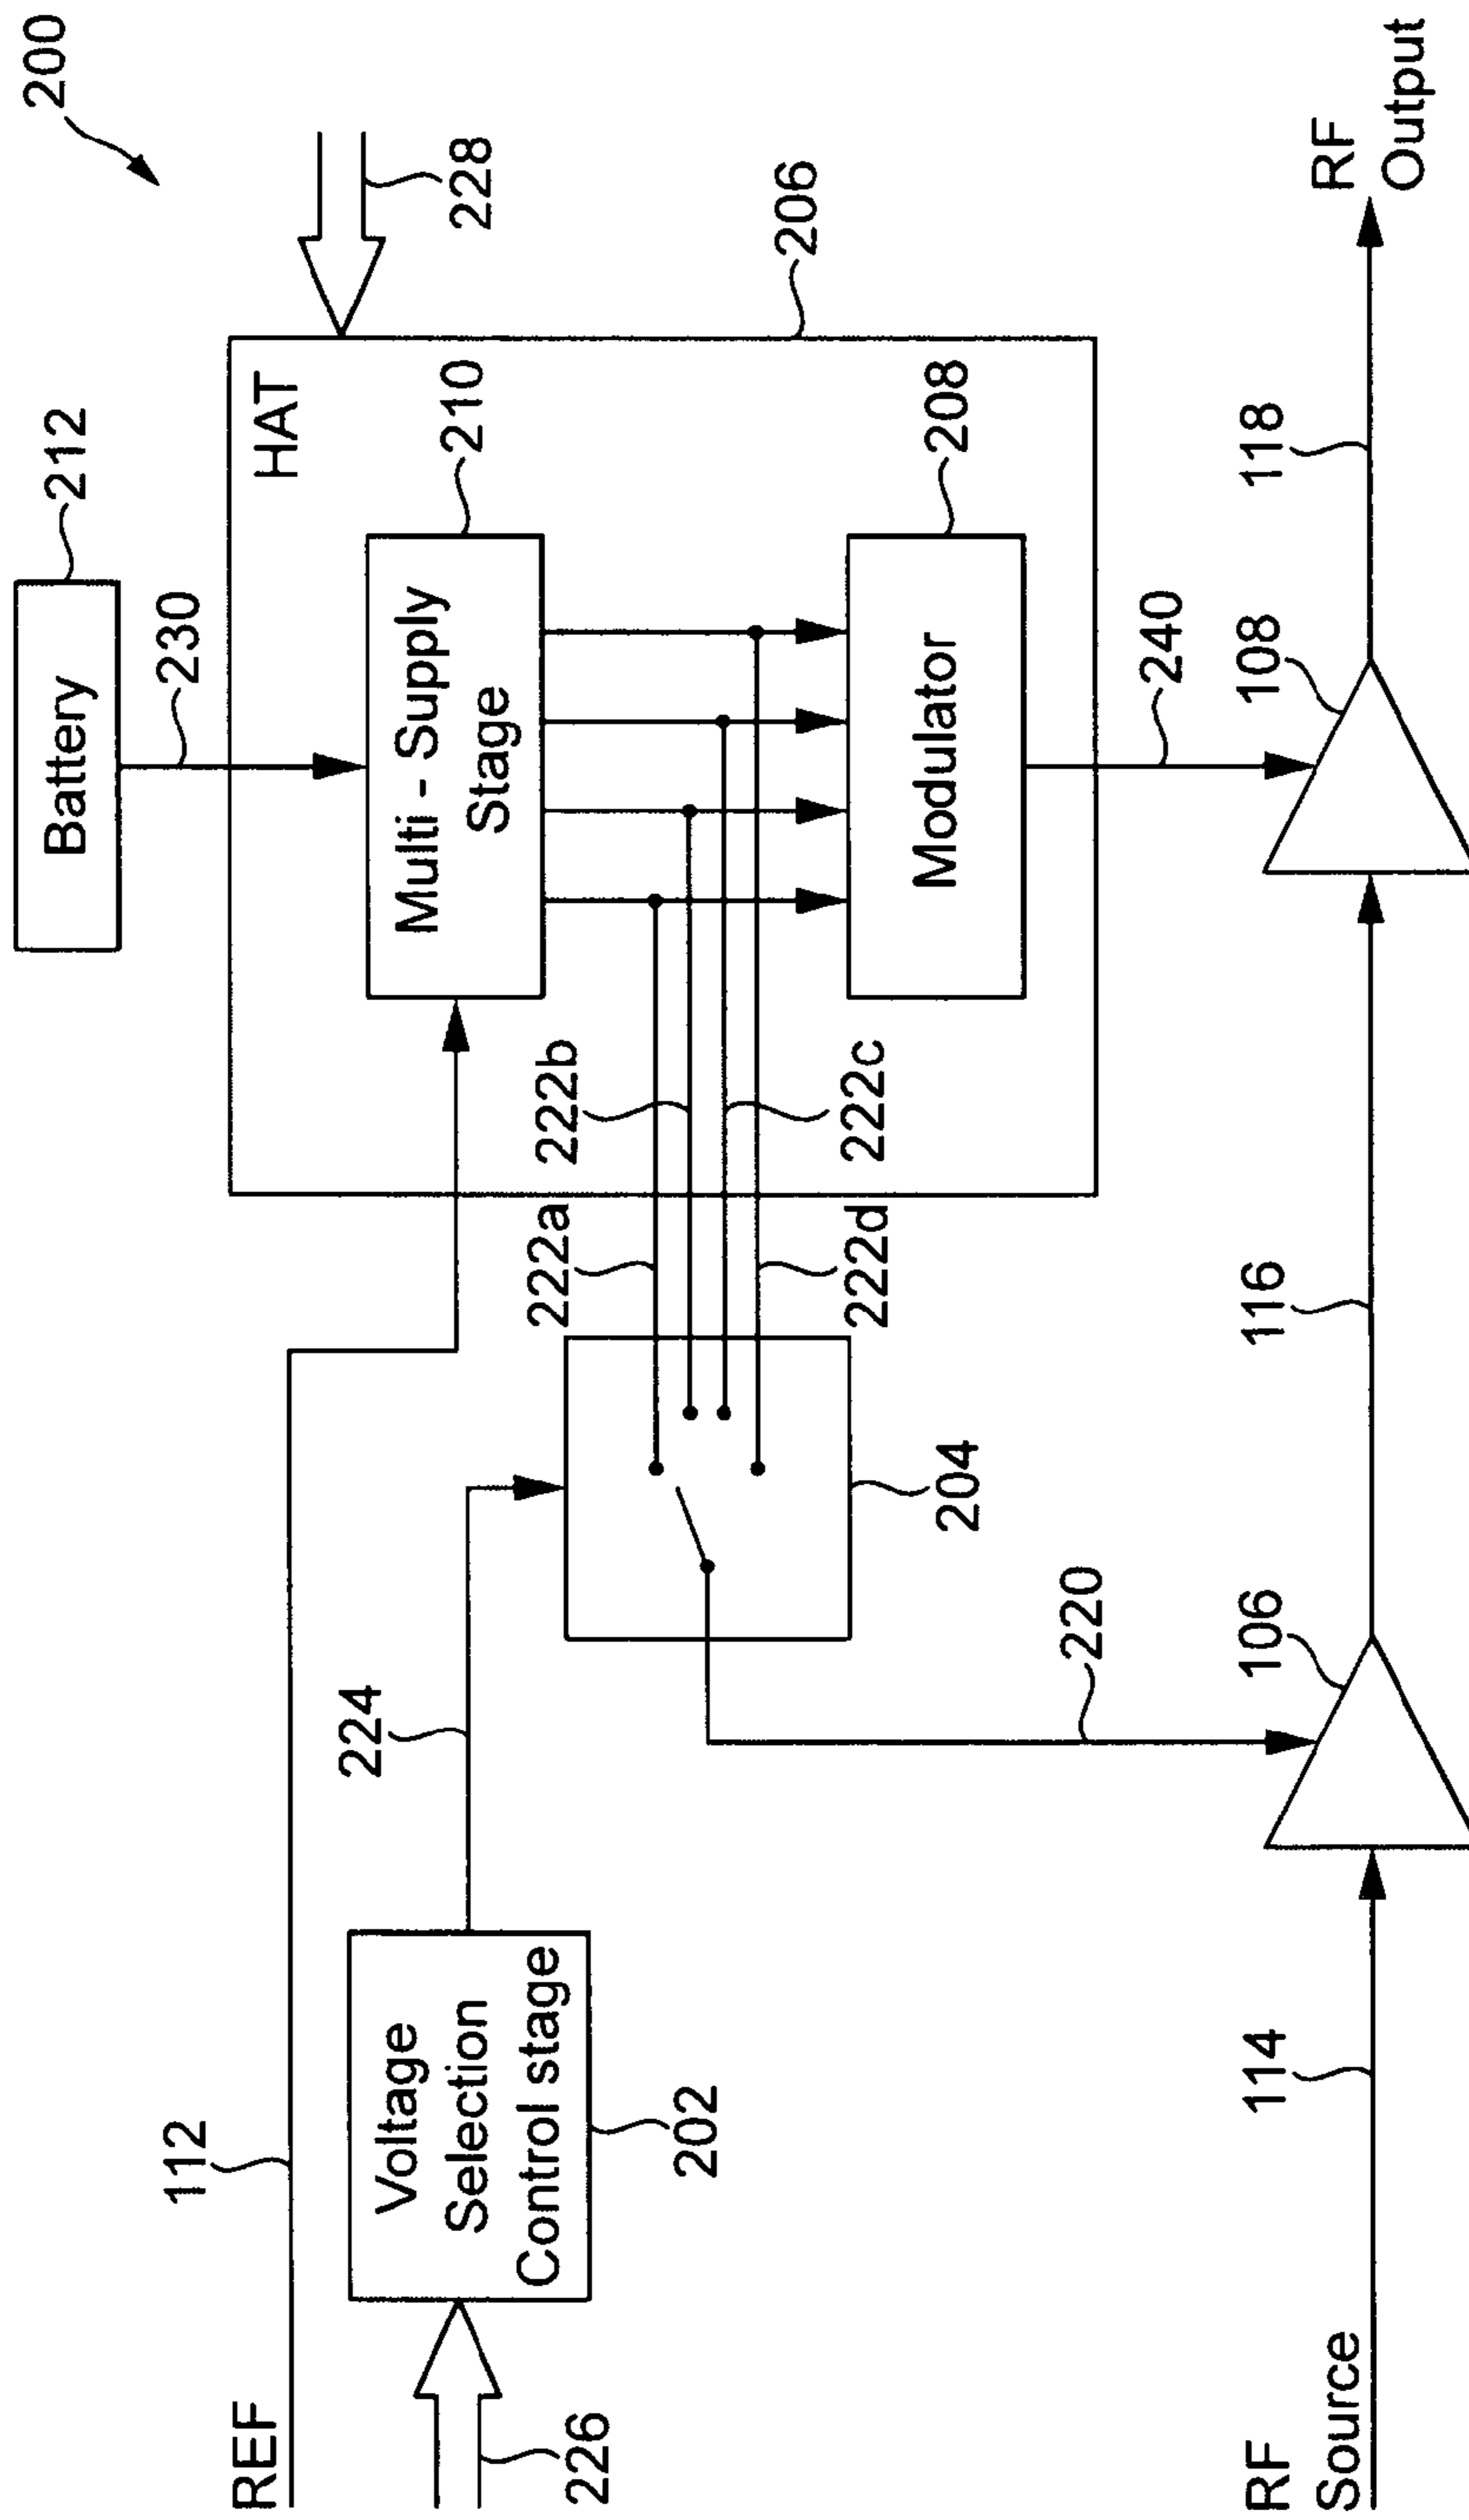 200
Battery
212
230
228
HAT
206
Multi - Supply
Stage
210
REF
112
222b
222a
222c
222d
Modulator
208
224
Voltage
Selection
Control stage
202
226
204
240
220
RF
Source
114
106
116
108
118
RF
Output